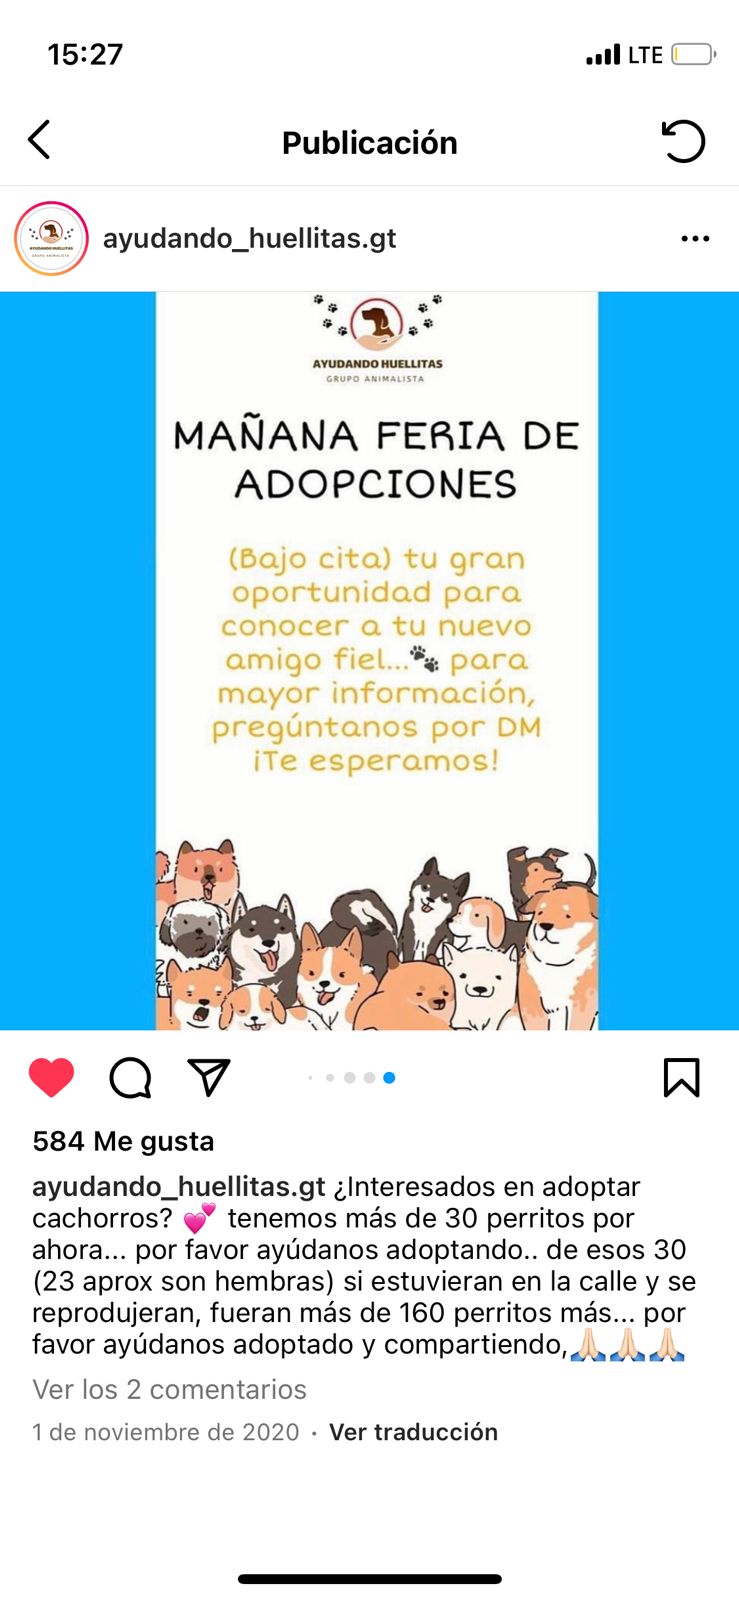 15:27
LTE
Publicación
ayudando_huellitas.gt
AYUDANDO HUELLITAS
GRUPO ANIMALISTA
MAÑANA FERIA DE
ADOPCIONES
(Bajo cita) tu gran
oportunidad para
conocer a tu nuevo
amigo fiel...🐾 para
mayor información,
pregúntanos por DM
¡Te esperamos!
584 Me gusta
ayudando_huellitas.gt ¿Interesados en adoptar
cachorros? 💕 tenemos más de 30 perritos por
ahora... por favor ayúdanos adoptando.. de esos 30
(23 aprox son hembras) si estuvieran en la calle y se
reprodujeran, fueran más de 160 perritos más... por
favor ayúdanos adoptado y compartiendo,🙏🏻🙏🏻🙏🏻
Ver los 2 comentarios
1 de noviembre de 2020 · Ver traducción